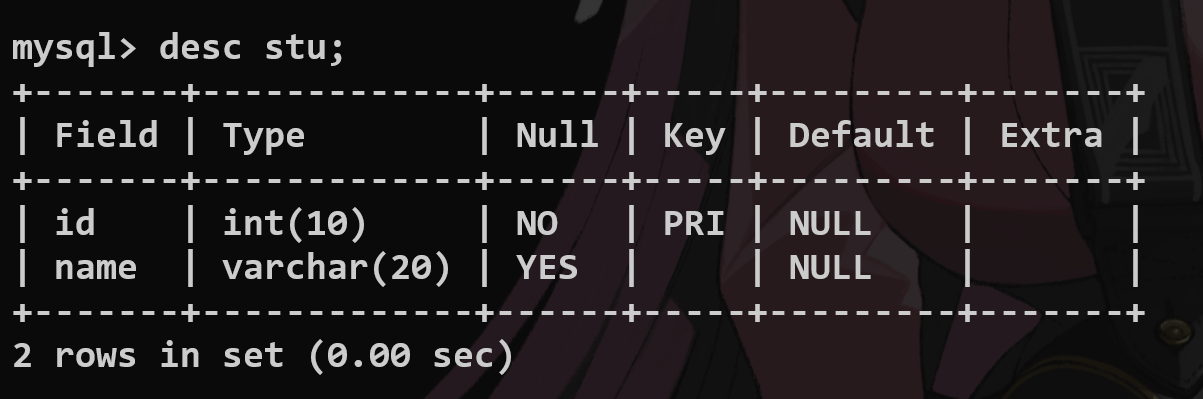 mysql> desc stu;
+-------+-------------+------+-----+---------+-------+
| Field | Type        | Null | Key | Default | Extra |
+-------+-------------+------+-----+---------+-------+
| id    | int(10)     | NO   | PRI | NULL    |       |
| name  | varchar(20) | YES  |     | NULL    |       |
+-------+-------------+------+-----+---------+-------+
2 rows in set (0.00 sec)